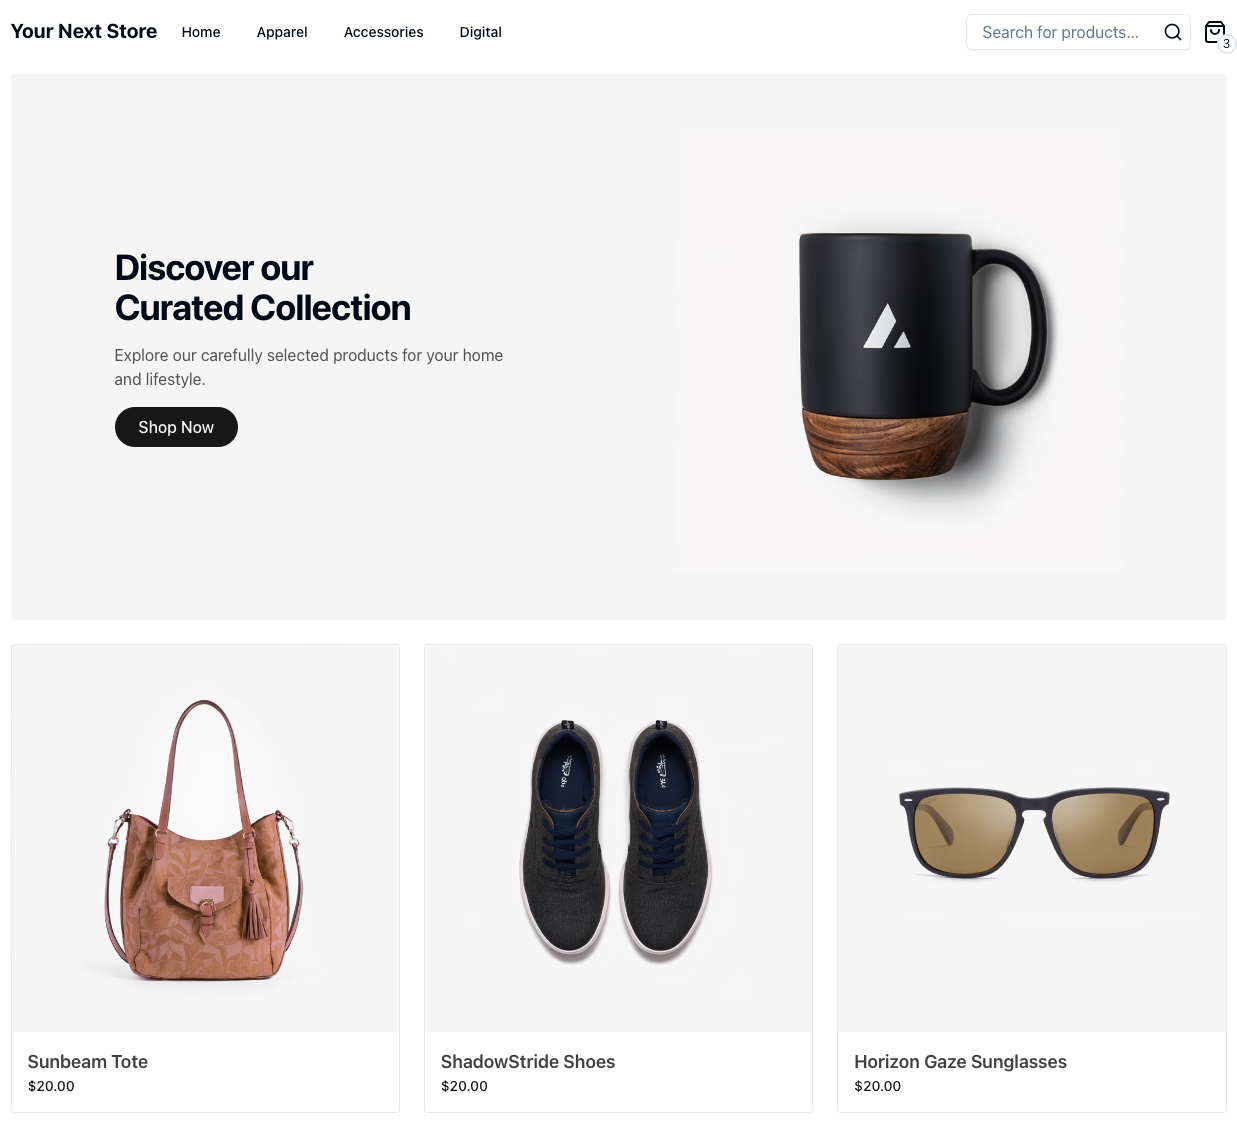 Your Next Store
Home
Apparel
Accessories
Digital
Search for products...
3
Discover our
Curated Collection
Explore our carefully selected products for your home
and lifestyle.
Shop Now
Sunbeam Tote
$20.00
ShadowStride Shoes
$20.00
Horizon Gaze Sunglasses
$20.00